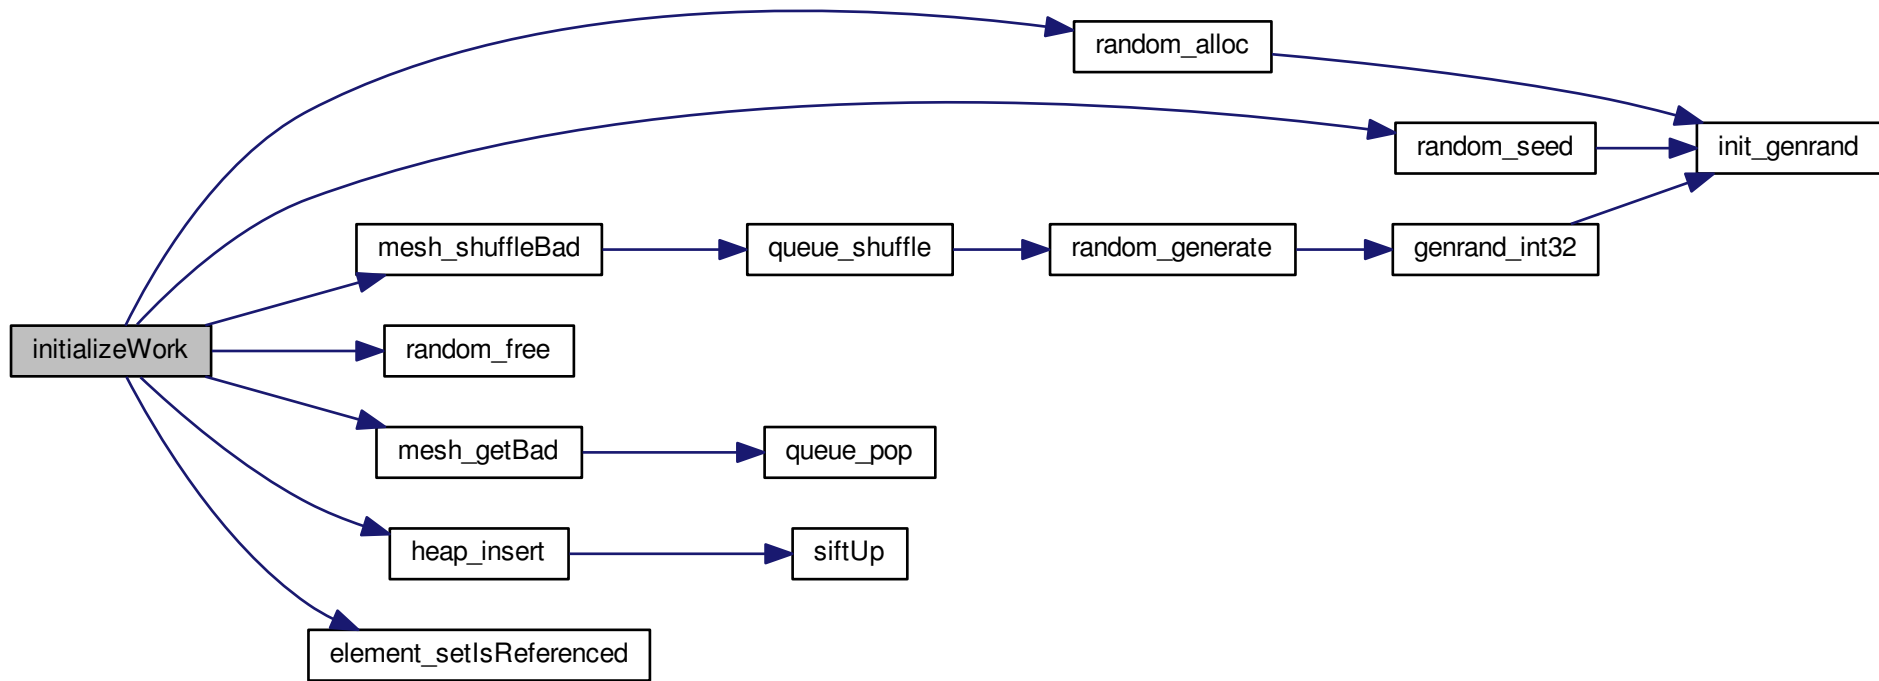 random_alloc
random_seed
init_genrand
mesh_shuffleBad
queue_shuffle
random_generate
genrand_int32
initializeWork
random_free
mesh_getBad
queue_pop
heap_insert
siftUp
element_setIsReferenced